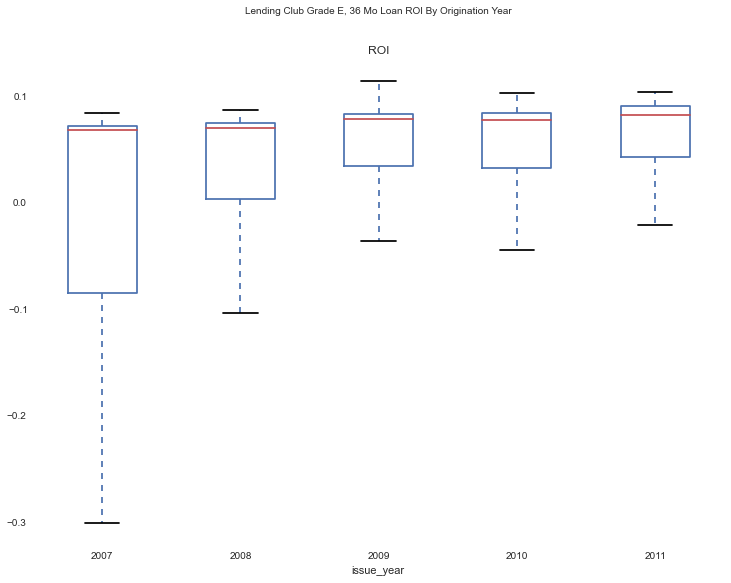 Lending Club Grade E, 36 Mo Loan ROI By Origination Year
ROI
0.1
0.0
−0.1
−0.2
−0.3
2007 2008 2009 2010 2011
issue_year